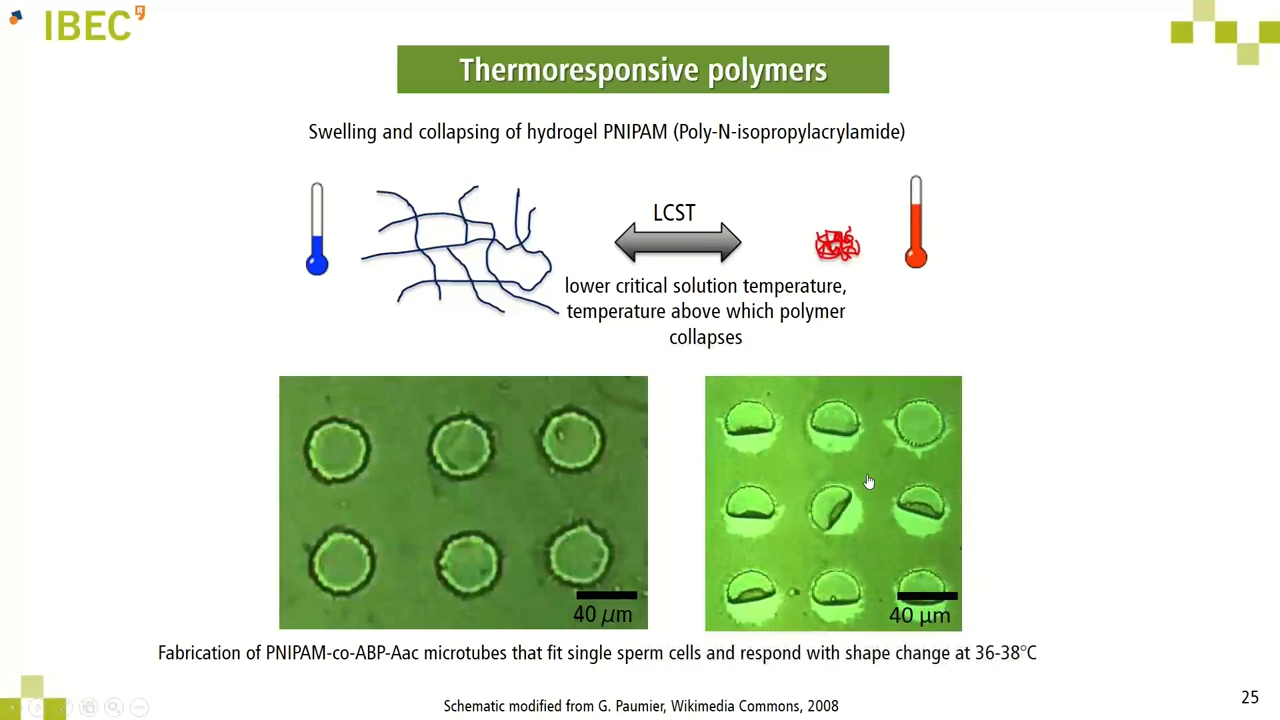 IBEC
Thermoresponsive polymers
Swelling and collapsing of hydrogel PNIPAM (Poly-N-isopropylacrylamide)
LCST
lower critical solution temperature,
temperature above which polymer
collapses
40 µm
40 µm
Fabrication of PNIPAM-co-ABP-Aac microtubes that fit single sperm cells and respond with shape change at 36-38°C
Schematic modified from G. Paumier, Wikimedia Commons, 2008
25